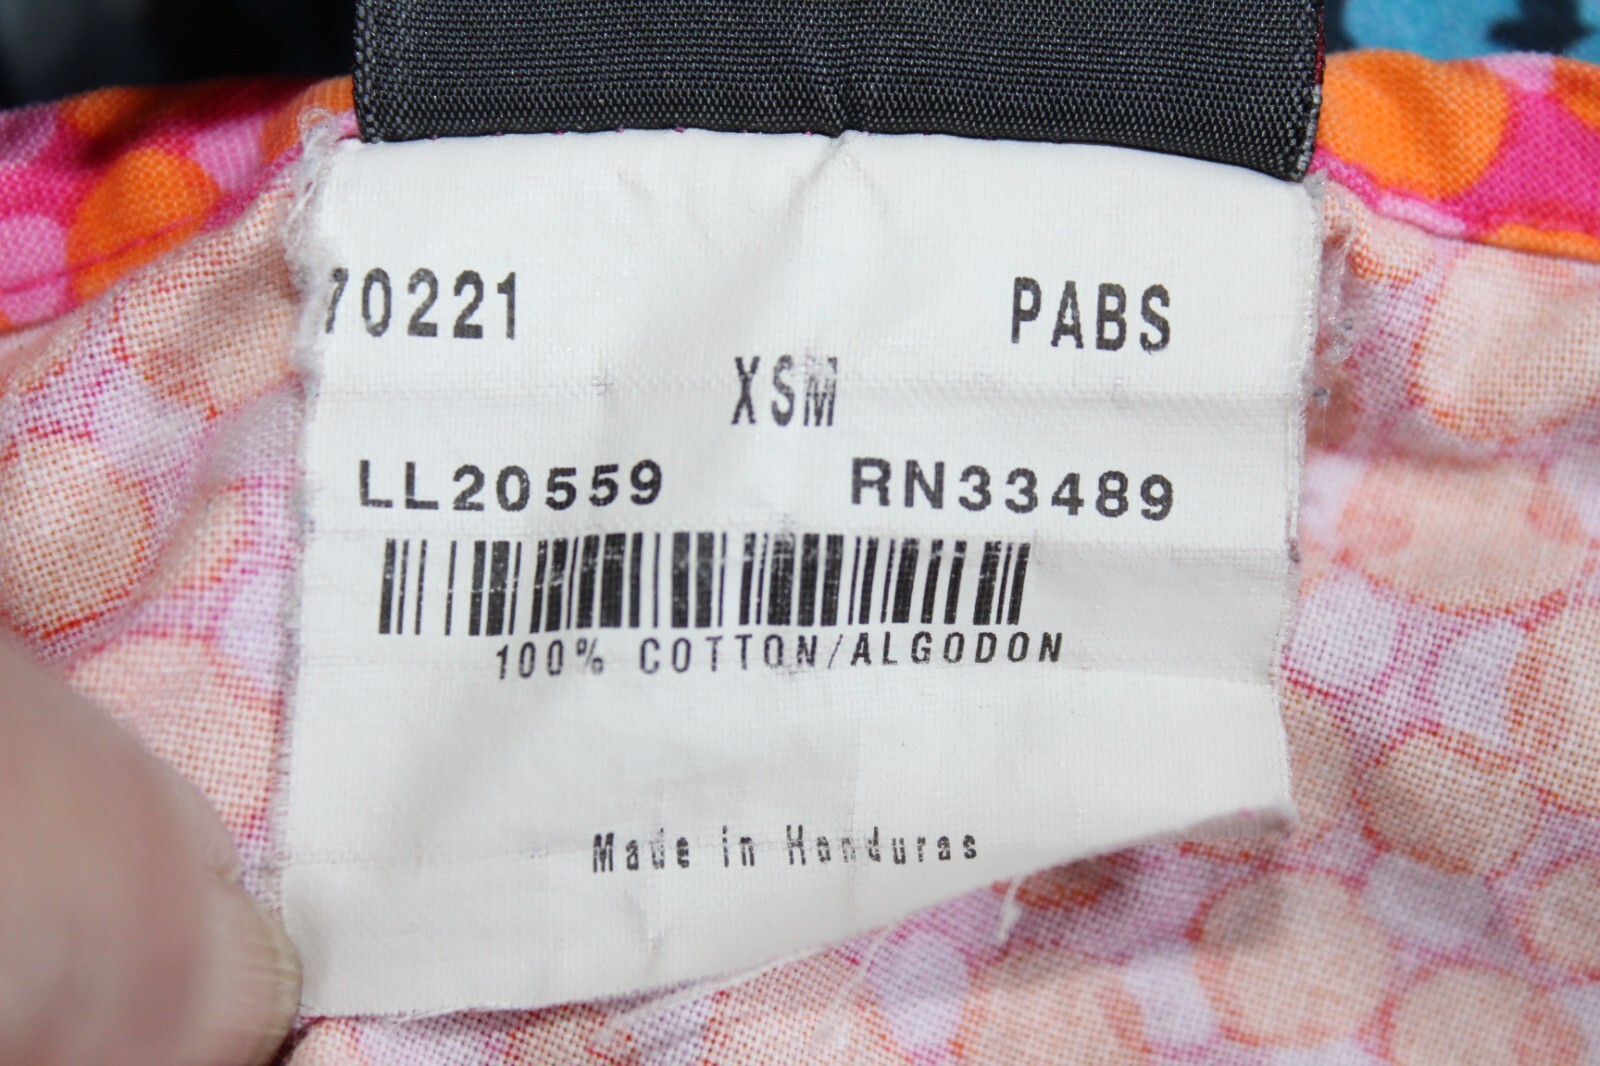 70221 PABS
XSM
LL20559 RN33489
100% COTTON/ALGODON
Made in Honduras